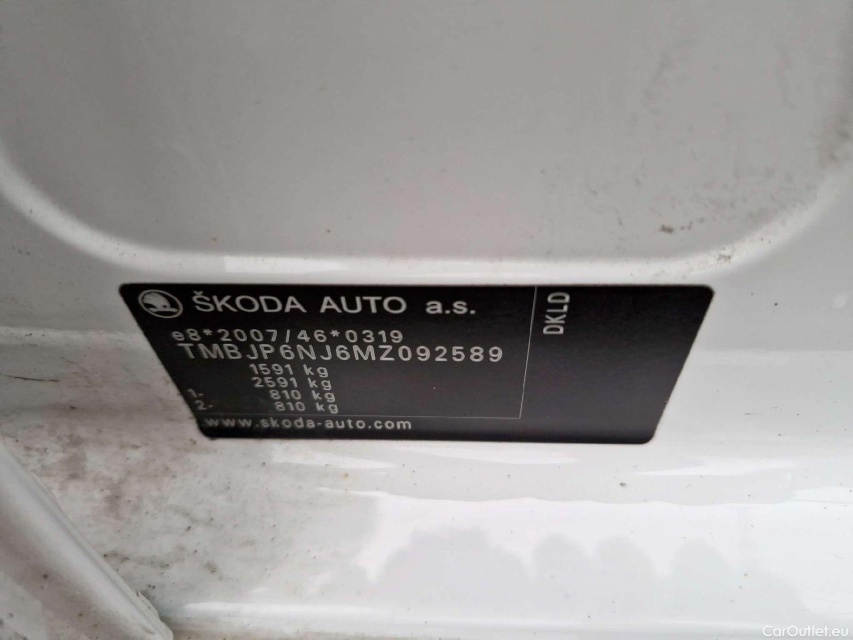 ŠKODA AUTO a.s.
e8*2007/46*0319
TMBJP6NJ6MZ092589
1591 kg
2591 kg
1.- 810 kg
2.- 810 kg
www.skoda-auto.com
DKLD
CarOutlet.eu